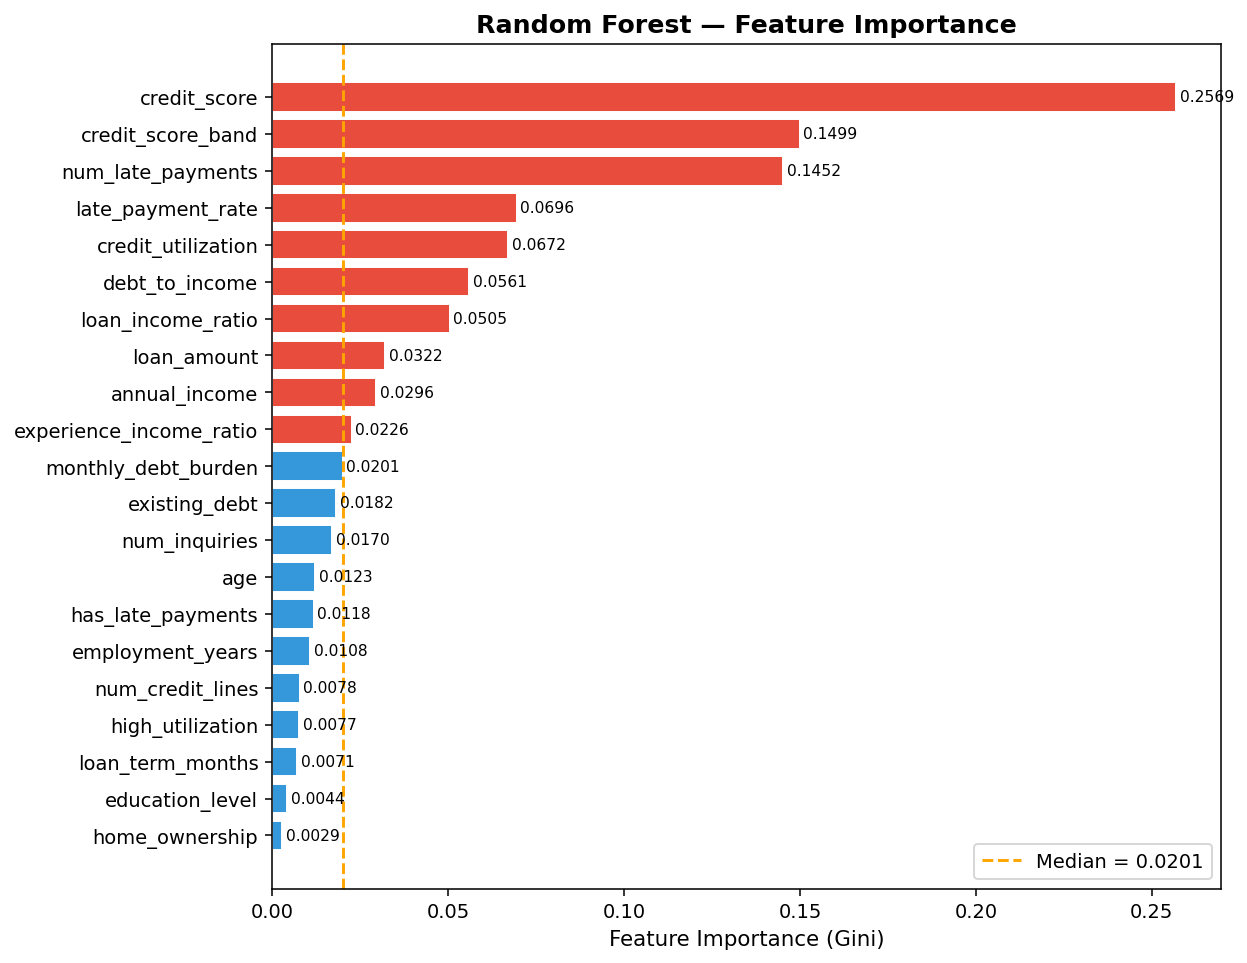 Random Forest — Feature Importance
credit_score 0.2569
credit_score_band 0.1499
num_late_payments 0.1452
late_payment_rate 0.0696
credit_utilization 0.0672
debt_to_income 0.0561
loan_income_ratio 0.0505
loan_amount 0.0322
annual_income 0.0296
experience_income_ratio 0.0226
monthly_debt_burden 0.0201
existing_debt 0.0182
num_inquiries 0.0170
age 0.0123
has_late_payments 0.0118
employment_years 0.0108
num_credit_lines 0.0078
high_utilization 0.0077
loan_term_months 0.0071
education_level 0.0044
home_ownership 0.0029
Median = 0.0201
0.00 0.05 0.10 0.15 0.20 0.25
Feature Importance (Gini)